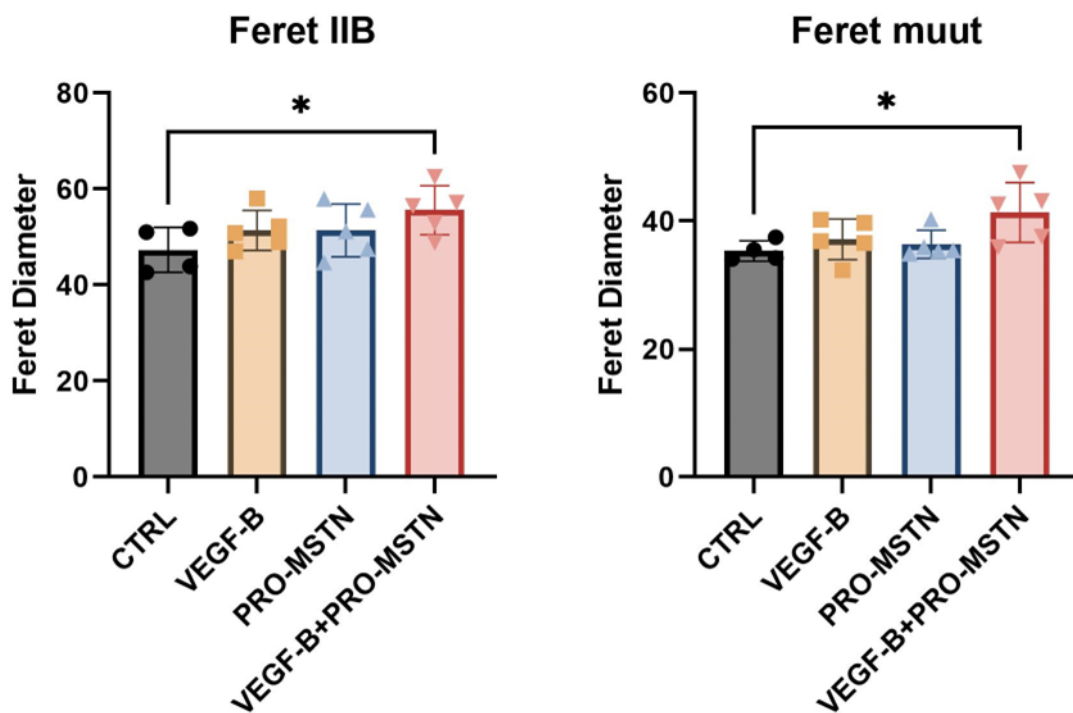 Feret IIB
*
Feret Diameter
80
60
40
20
0
CTRL
VEGF-B
PRO-MSTN
VEGF-B+PRO-MSTN
Feret muut
*
Feret Diameter
60
40
20
0
CTRL
VEGF-B
PRO-MSTN
VEGF-B+PRO-MSTN